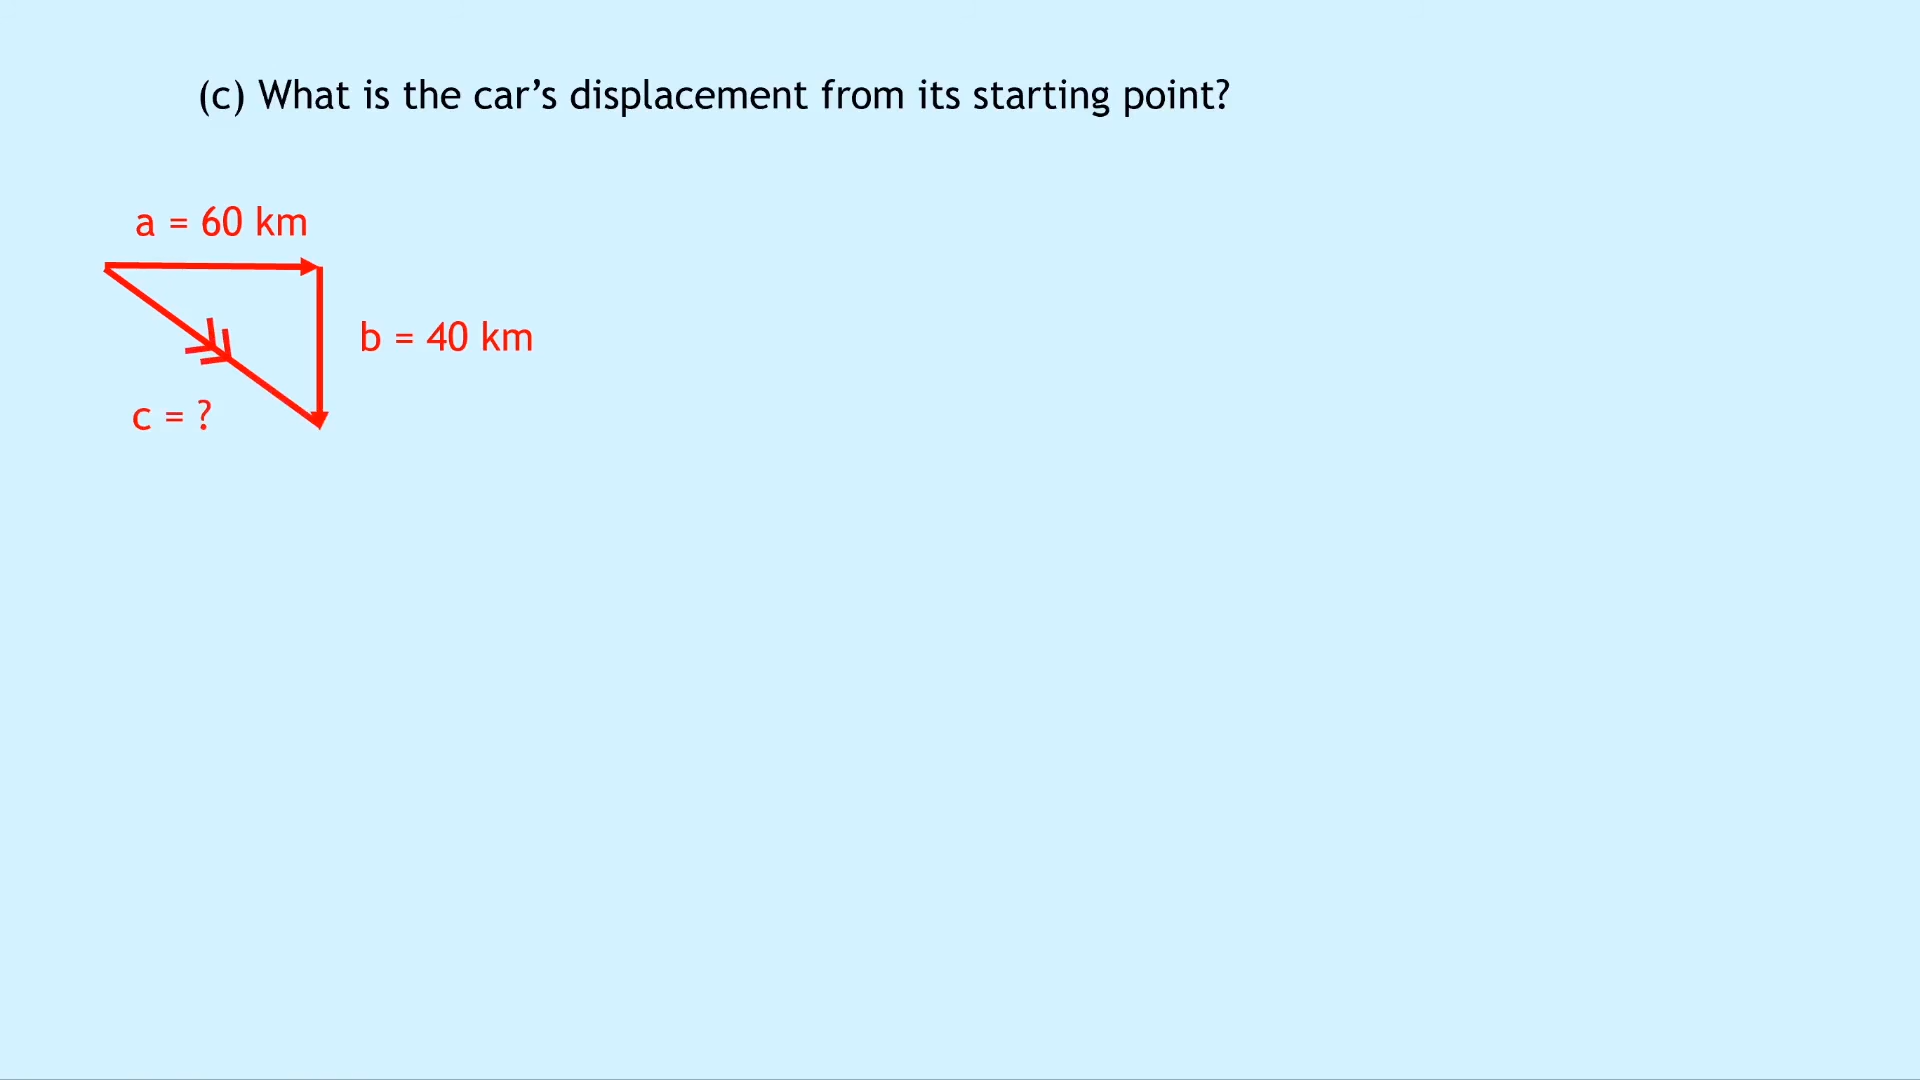 (c) What is the car’s displacement from its starting point?
a = 60 km
b = 40 km
c = ?